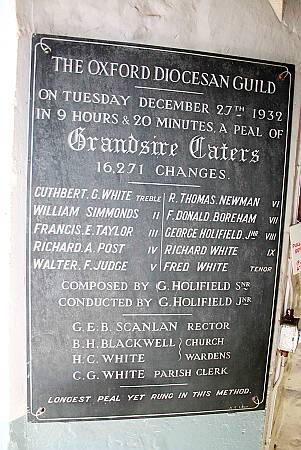 THE OXFORD DIOCESAN GUILD
ON TUESDAY DECEMBER 27TH 1932
IN 9 HOURS & 20 MINUTES, A PEAL OF
Grandsire Caters
16,271 CHANGES.
CUTHBERT. G. WHITE TREBLE
WILLIAM SIMMONDS II
FRANCIS. E. TAYLOR III
RICHARD. A. POST IV
WALTER. F. JUDGE V
R. THOMAS. NEWMAN VI
F. DONALD. BOREHAM VII
GEORGE HOLIFIELD. JNR VIII
RICHARD WHITE IX
FRED WHITE TENOR
COMPOSED BY G. HOLIFIELD SNR
CONDUCTED BY G. HOLIFIELD JNR
G.E.B. SCANLAN RECTOR
B.H. BLACKWELL CHURCH
H.C. WHITE WARDENS
C.G. WHITE PARISH CLERK
LONGEST PEAL YET RUNG IN THIS METHOD.